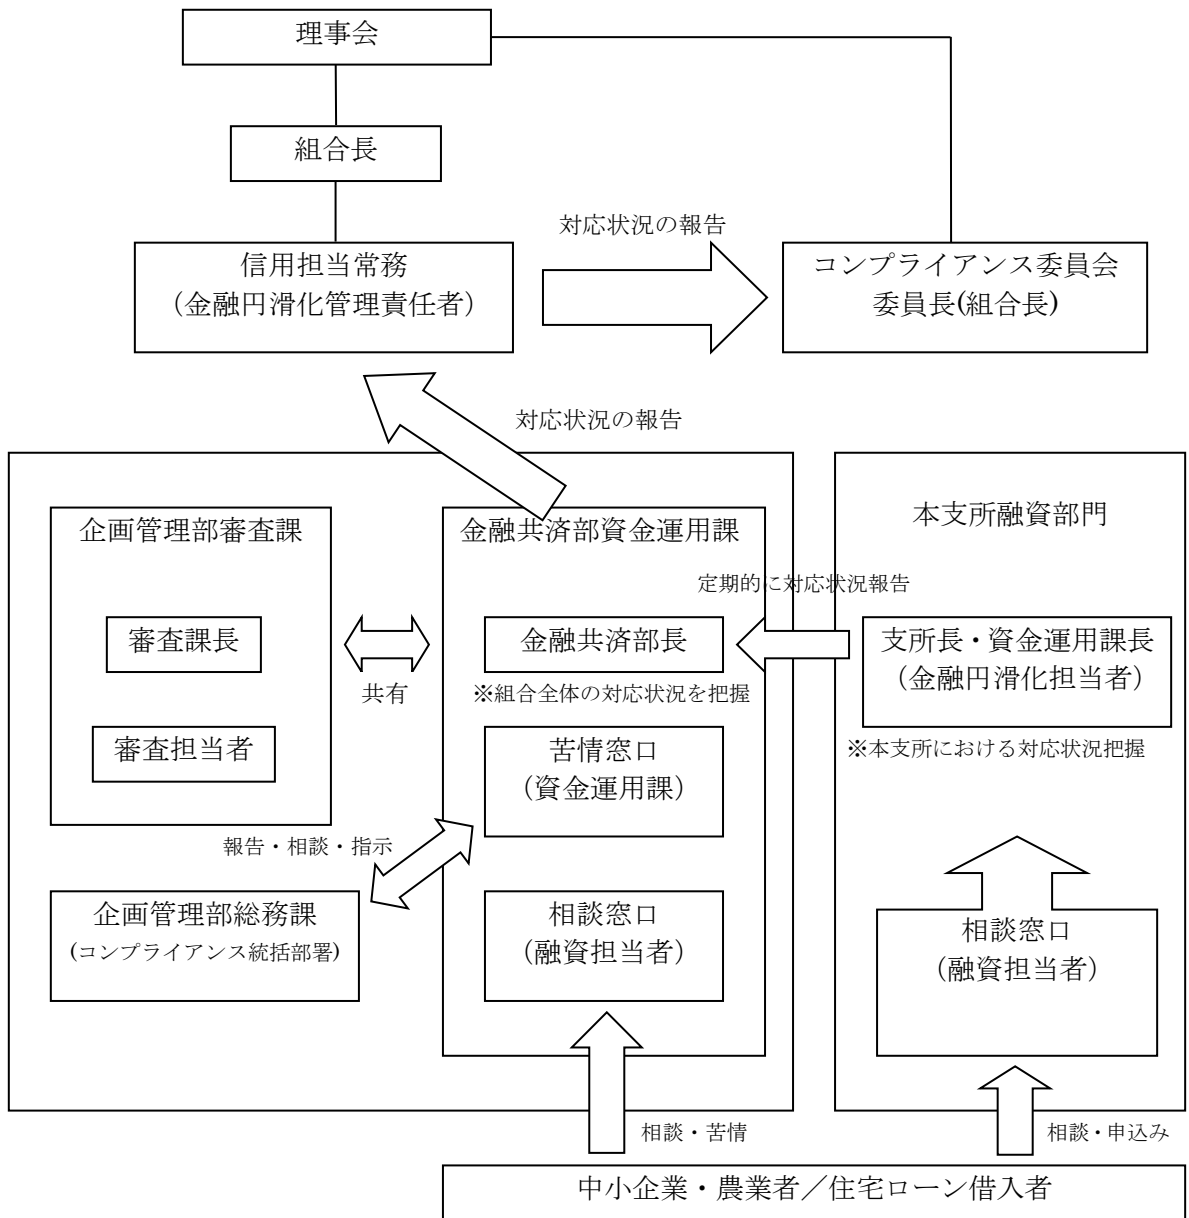 理事会
組合長
対応状況の報告
信用担当常務
（金融円滑化管理責任者）
コンプライアンス委員会
委員長(組合長)
対応状況の報告
企画管理部審査課
金融共済部資金運用課
本支所融資部門
定期的に対応状況報告
審査課長
共有
金融共済部長
※組合全体の対応状況を把握
支所長・資金運用課長
（金融円滑化担当者）
※本支所における対応状況把握
審査担当者
苦情窓口
（資金運用課）
報告・相談・指示
企画管理部総務課
(コンプライアンス統括部署)
相談窓口
（融資担当者）
相談窓口
（融資担当者）
相談・苦情
相談・申込み
中小企業・農業者／住宅ローン借入者